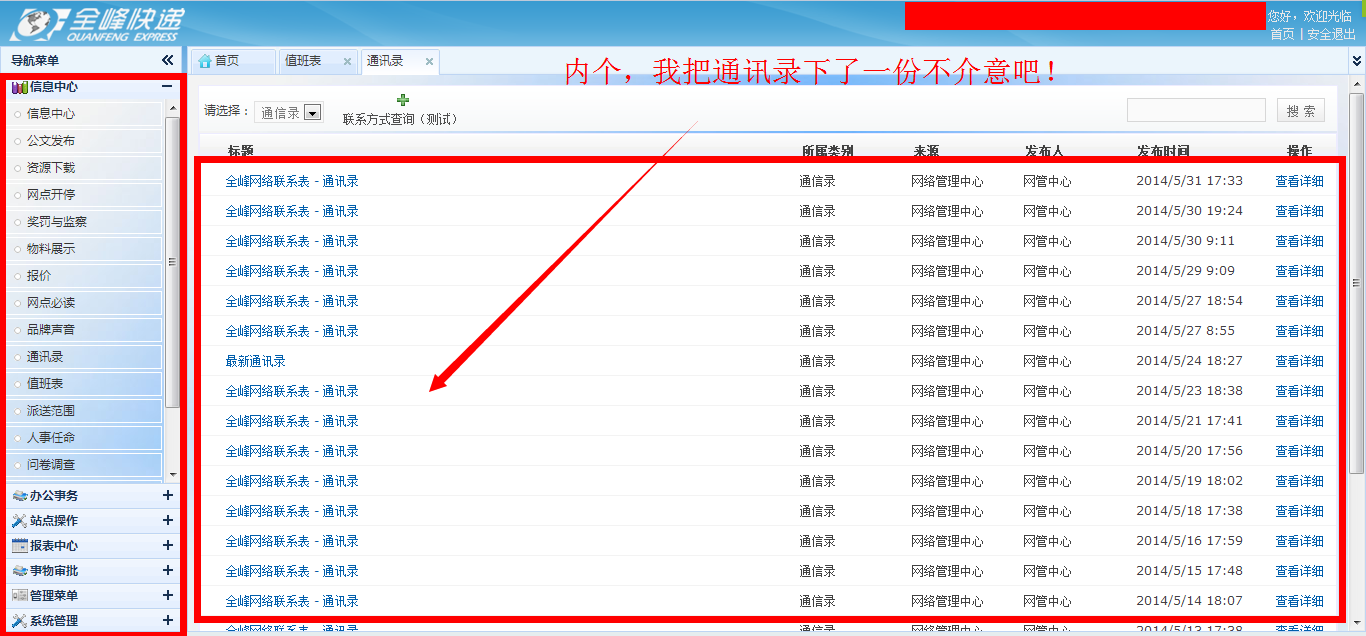 全峰快递
QUANFENG EXPRESS
您好，欢迎光临
首页 | 安全退出
导航菜单
首页
值班表
通讯录
内个，我把通讯录下了一份不介意吧！
信息中心
信息中心
公文发布
资源下载
网点开停
奖罚与监察
物料展示
报价
网点必读
品牌声音
通讯录
值班表
派送范围
人事任命
问卷调查
办公事务
站点操作
报表中心
事物审批
管理菜单
系统管理
请选择：
通信录
联系方式查询（测试）
搜 索
标题 所属类别 来源 发布人 发布时间 操作
全峰网络联系表 - 通讯录 通信录 网络管理中心 网管中心 2014/5/31 17:33 查看详细
全峰网络联系表 - 通讯录 通信录 网络管理中心 网管中心 2014/5/30 19:24 查看详细
全峰网络联系表 - 通讯录 通信录 网络管理中心 网管中心 2014/5/30 9:11 查看详细
全峰网络联系表 - 通讯录 通信录 网络管理中心 网管中心 2014/5/29 9:09 查看详细
全峰网络联系表 - 通讯录 通信录 网络管理中心 网管中心 2014/5/27 18:54 查看详细
全峰网络联系表 - 通讯录 通信录 网络管理中心 网管中心 2014/5/27 8:55 查看详细
最新通讯录 通信录 网络管理中心 网管中心 2014/5/24 18:27 查看详细
全峰网络联系表 - 通讯录 通信录 网络管理中心 网管中心 2014/5/23 18:38 查看详细
全峰网络联系表 - 通讯录 通信录 网络管理中心 网管中心 2014/5/21 17:41 查看详细
全峰网络联系表 - 通讯录 通信录 网络管理中心 网管中心 2014/5/20 17:56 查看详细
全峰网络联系表 - 通讯录 通信录 网络管理中心 网管中心 2014/5/19 18:02 查看详细
全峰网络联系表 - 通讯录 通信录 网络管理中心 网管中心 2014/5/18 17:38 查看详细
全峰网络联系表 - 通讯录 通信录 网络管理中心 网管中心 2014/5/16 17:59 查看详细
全峰网络联系表 - 通讯录 通信录 网络管理中心 网管中心 2014/5/15 17:48 查看详细
全峰网络联系表 - 通讯录 通信录 网络管理中心 网管中心 2014/5/14 18:07 查看详细